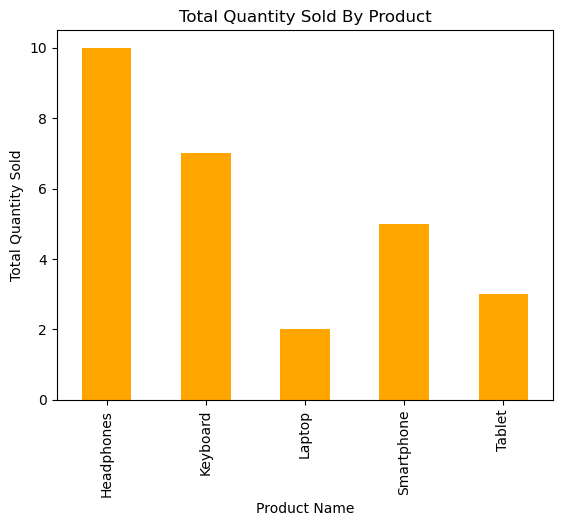 Total Quantity Sold By Product
Total Quantity Sold
10
8
6
4
2
0
Headphones
Keyboard
Laptop
Smartphone
Tablet
Product Name